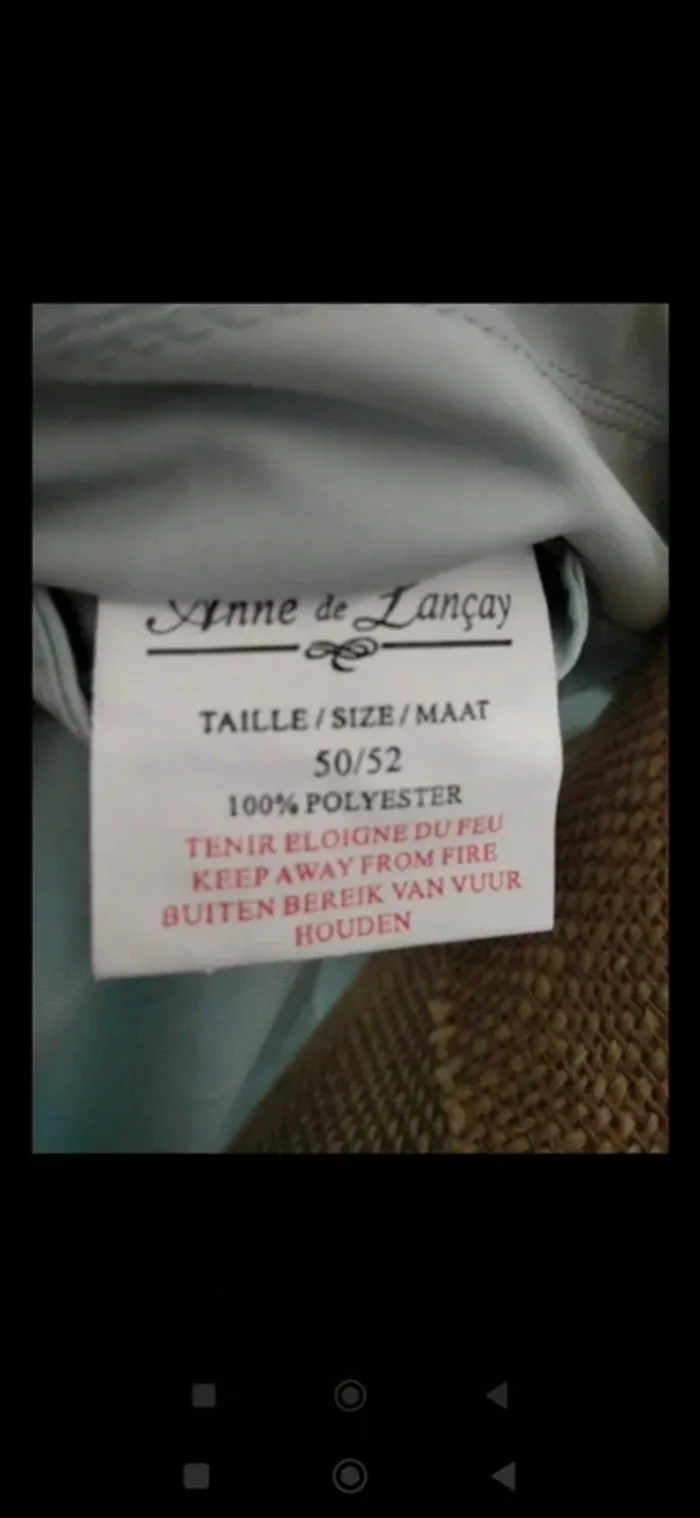 Anne de Lançay
TAILLE / SIZE / MAAT
50/52
100% POLYESTER
TENIR ELOIGNE DU FEU
KEEP AWAY FROM FIRE
BUITEN BEREIK VAN VUUR
HOUDEN